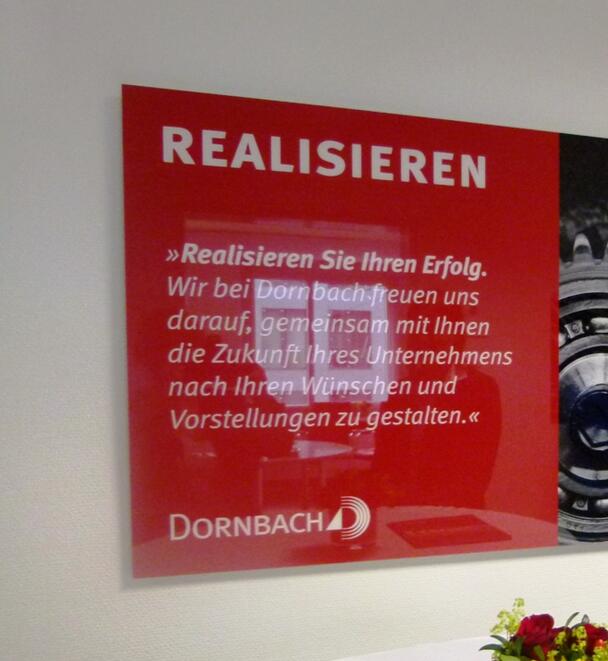 REALISIEREN
»Realisieren Sie Ihren Erfolg.
Wir bei Dornbach freuen uns
darauf, gemeinsam mit Ihnen
die Zukunft Ihres Unternehmens
nach Ihren Wünschen und
Vorstellungen zu gestalten.«
DORNBACH